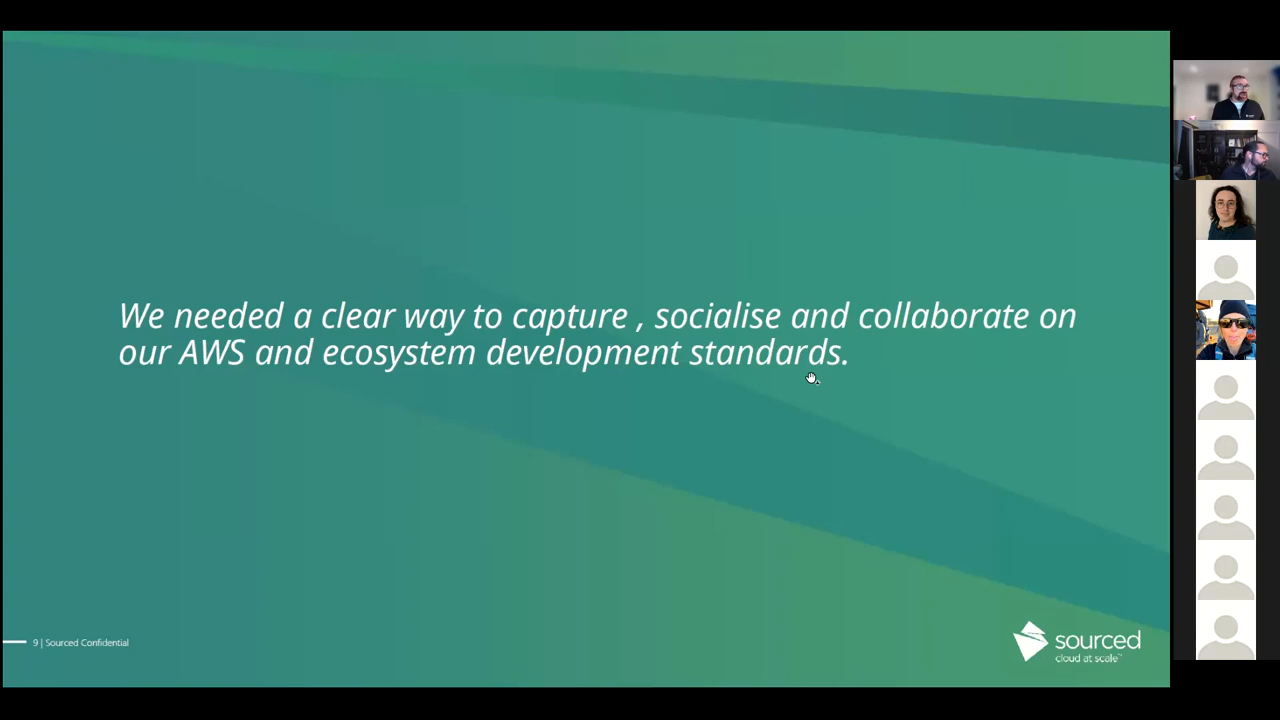 We needed a clear way to capture , socialise and collaborate on
our AWS and ecosystem development standards.
9 | Sourced Confidential
sourced
cloud at scale™